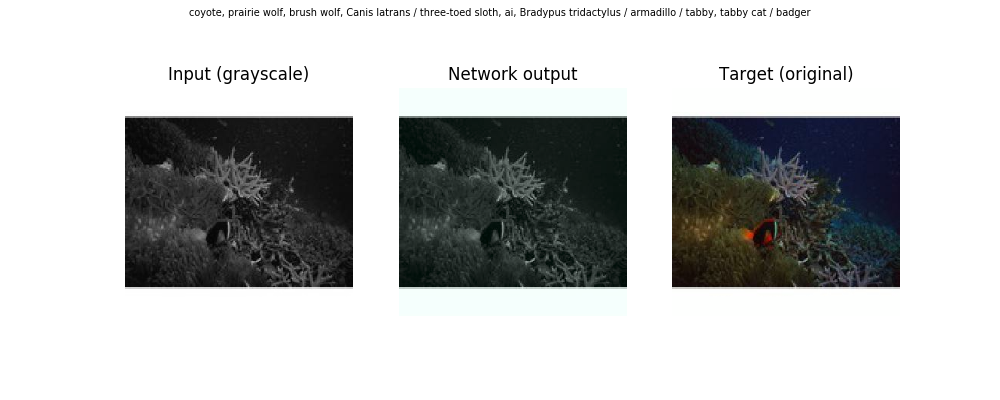 coyote, prairie wolf, brush wolf, Canis latrans / three-toed sloth, ai, Bradypus tridactylus / armadillo / tabby, tabby cat / badger
Input (grayscale)
Network output
Target (original)